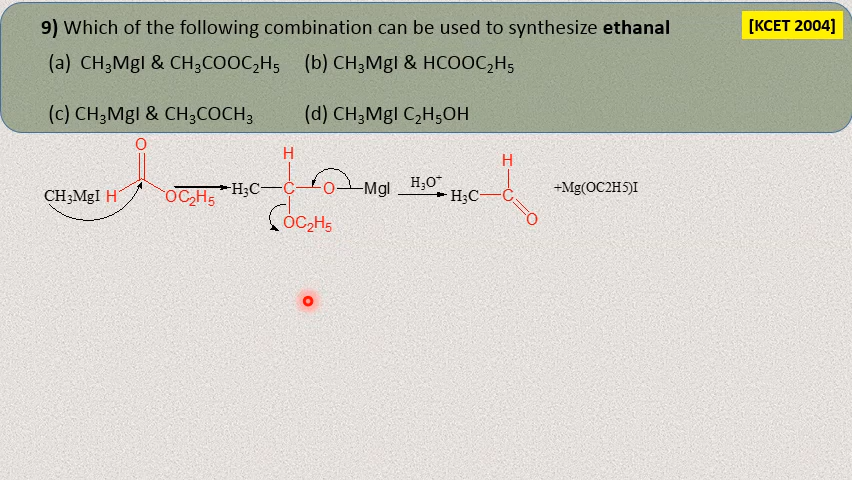 9) Which of the following combination can be used to synthesize ethanal
[KCET 2004]
(a) CH₃MgI & CH₃COOC₂H₅ (b) CH₃MgI & HCOOC₂H₅
(c) CH₃MgI & CH₃COCH₃ (d) CH₃MgI C₂H₅OH
O
CH₃MgI H OC₂H₅
H
H₃C C O MgI
OC₂H₅
H₃O⁺
H
H₃C C
O
+Mg(OC2H5)I